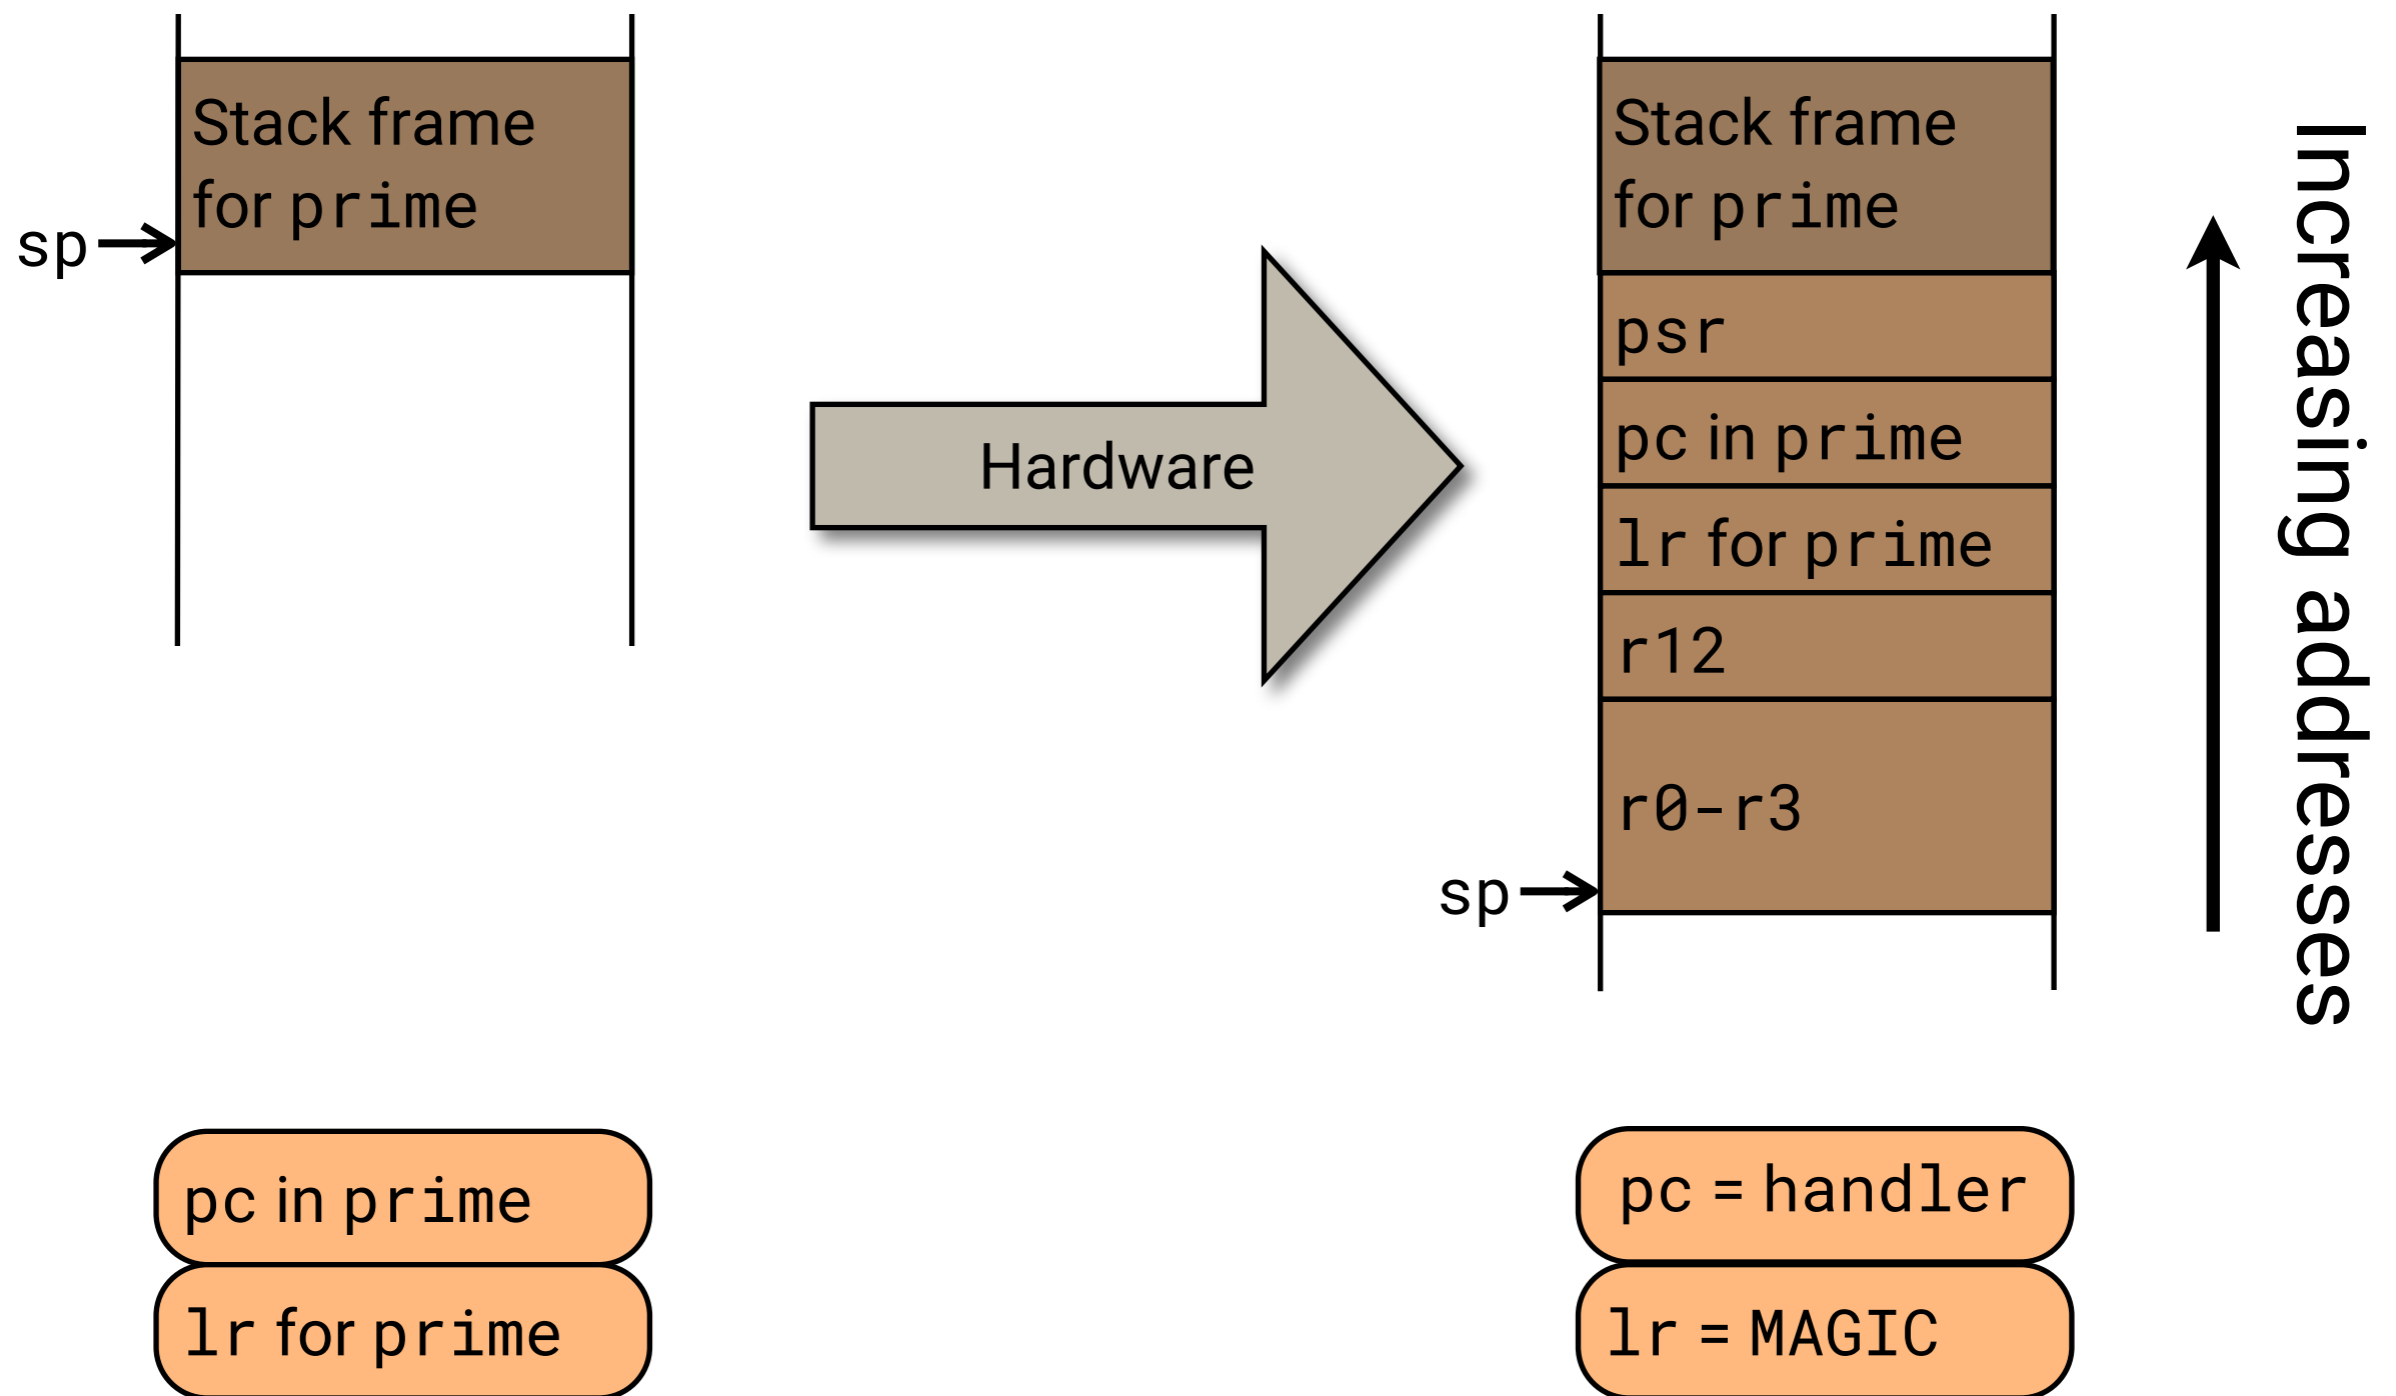 Stack frame
for prime
sp
pc in prime
lr for prime
Hardware
Stack frame
for prime
psr
pc in prime
lr for prime
r12
r0-r3
sp
pc = handler
lr = MAGIC
Increasing addresses